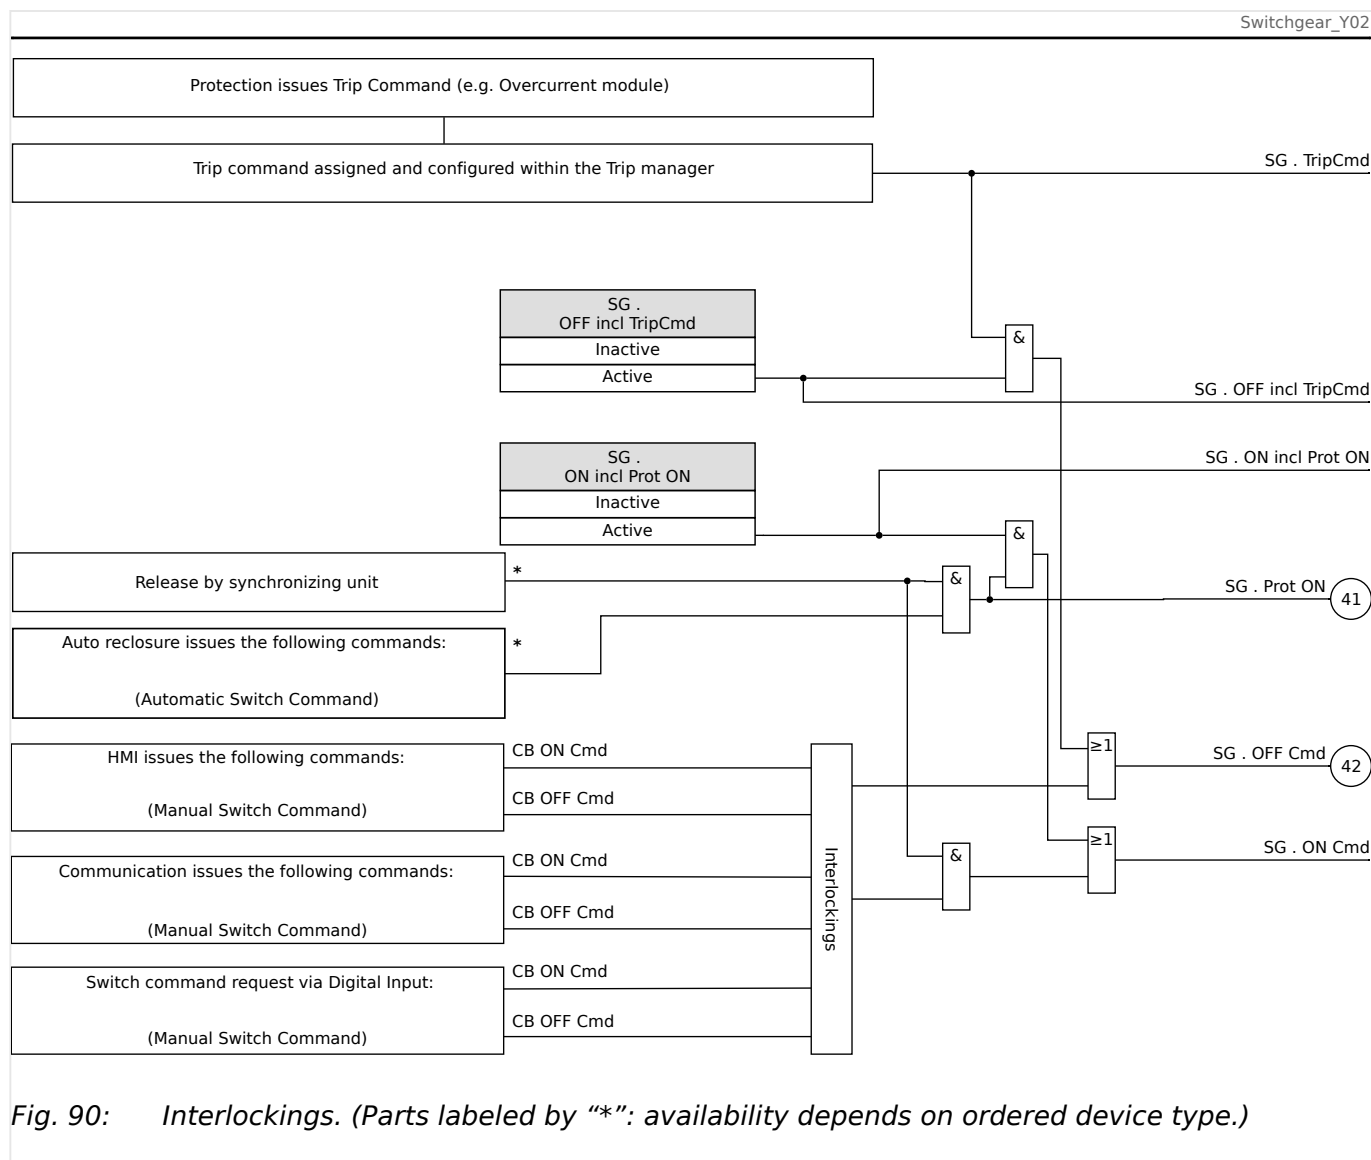 Switchgear_Y02
Protection issues Trip Command (e.g. Overcurrent module)
Trip command assigned and configured within the Trip manager
SG . TripCmd
SG .
OFF incl TripCmd
Inactive
Active
&
SG . OFF incl TripCmd
SG .
ON incl Prot ON
Inactive
Active
SG . ON incl Prot ON
&
Release by synchronizing unit
*
&
SG . Prot ON
41
Auto reclosure issues the following commands:
*
(Automatic Switch Command)
HMI issues the following commands:
(Manual Switch Command)
CB ON Cmd
CB OFF Cmd
≥1
SG . OFF Cmd
42
Communication issues the following commands:
(Manual Switch Command)
CB ON Cmd
CB OFF Cmd
Interlockings
&
≥1
SG . ON Cmd
Switch command request via Digital Input:
(Manual Switch Command)
CB ON Cmd
CB OFF Cmd
Fig. 90: Interlockings. (Parts labeled by “*”: availability depends on ordered device type.)